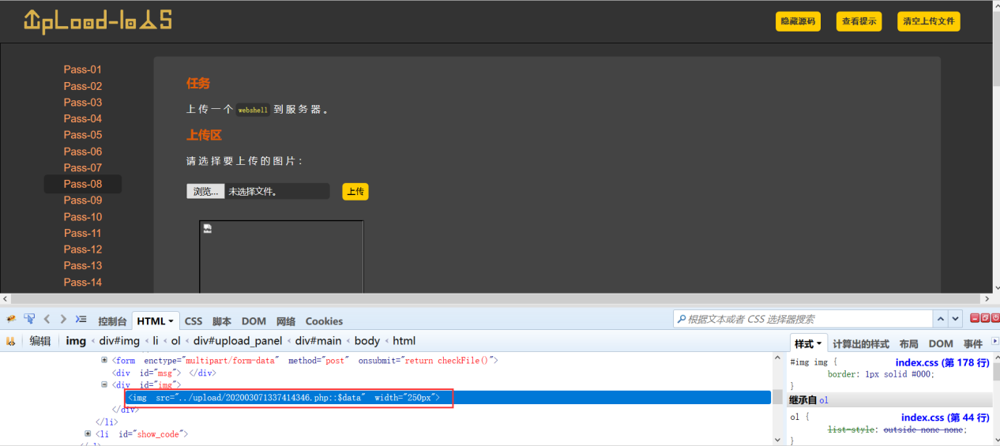 UpLoad-labs
隐藏源码 查看提示 清空上传文件
Pass-01
Pass-02
Pass-03
Pass-04
Pass-05
Pass-06
Pass-07
Pass-08
Pass-09
Pass-10
Pass-11
Pass-12
Pass-13
Pass-14
任务
上传一个 webshell 到服务器。
上传区
请选择要上传的图片:
浏览... 未选择文件。 上传
控制台 HTML CSS 脚本 DOM 网络 Cookies
根据文本或者 CSS 选择器搜索
编辑 img < div#img < li < ol < div#upload_panel < div#main < body < html
<form enctype="multipart/form-data" method="post" onsubmit="return checkFile()">
<div id="msg"> </div>
<div id="img">
<img src="../upload/202003071337414346.php::$data" width="250px">
</div>
</li>
<li id="show_code">
样式 计算出的样式 布局 DOM 事件
#img img { index.css (第 178 行)
border: 1px solid #000;
}
继承自 ol
ol { index.css (第 44 行)
list-style: outside none none;
}